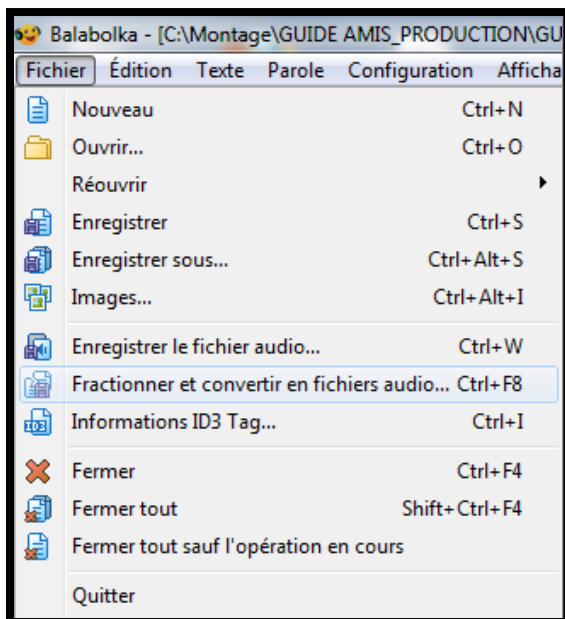 Balabolka - [C:\Montage\GUIDE AMIS_PRODUCTION\GU
Fichier Édition Texte Parole Configuration Afficha
Nouveau Ctrl+N
Ouvrir... Ctrl+O
Réouvrir
Enregistrer Ctrl+S
Enregistrer sous... Ctrl+Alt+S
Images... Ctrl+Alt+I
Enregistrer le fichier audio... Ctrl+W
Fractionner et convertir en fichiers audio... Ctrl+F8
ID3 Informations ID3 Tag... Ctrl+I
Fermer Ctrl+F4
Fermer tout Shift+Ctrl+F4
Fermer tout sauf l'opération en cours
Quitter